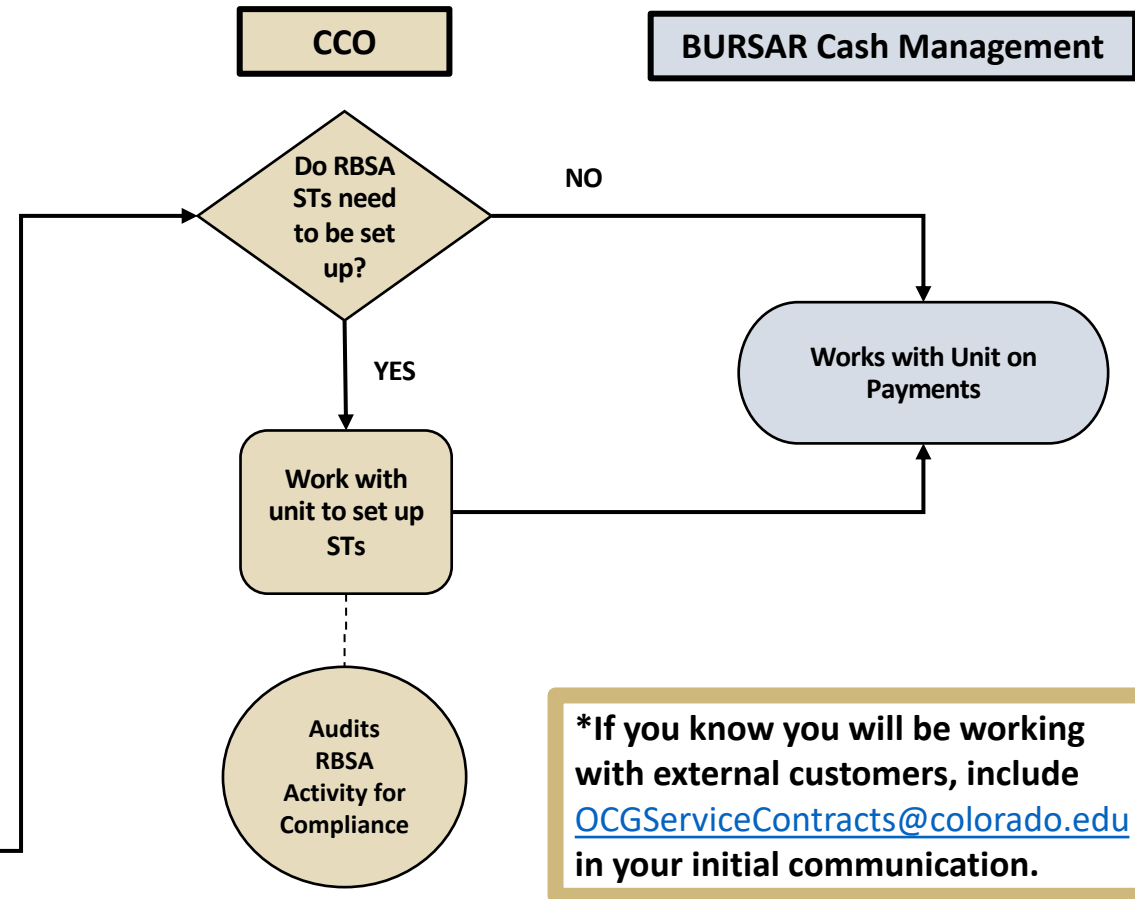 CCO
BURSAR Cash Management
Do RBSA
STs need
to be set
up?
NO
YES
Works with Unit on
Payments
Work with
unit to set up
STs
Audits
RBSA
Activity for
Compliance
*If you know you will be working
with external customers, include
OCGServiceContracts@colorado.edu
in your initial communication.